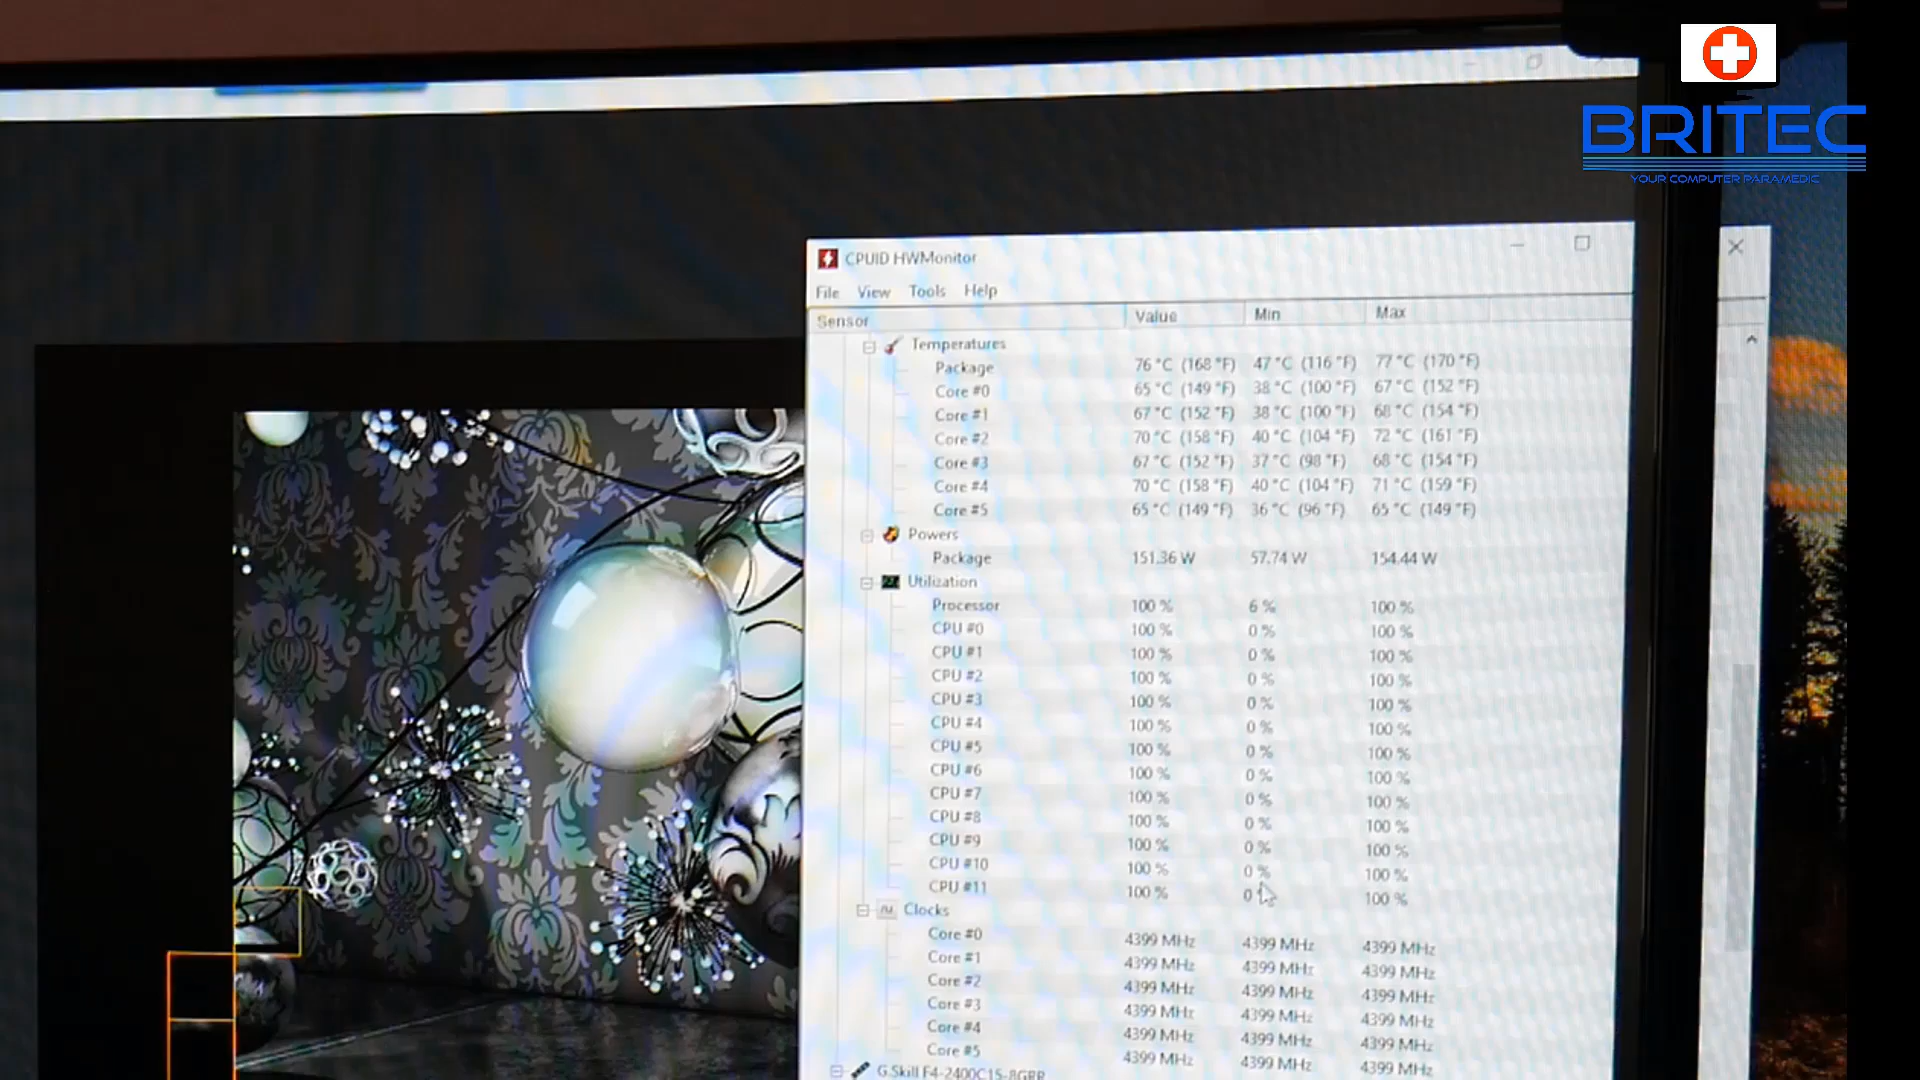 BRITEC
YOUR COMPUTER PARAMEDIC
CPUID HWMonitor
File View Tools Help
Sensor Value Min Max
Temperatures
Package 76 °C (168 °F) 47 °C (116 °F) 77 °C (170 °F)
Core #0 65 °C (149 °F) 38 °C (100 °F) 67 °C (152 °F)
Core #1 67 °C (152 °F) 38 °C (100 °F) 68 °C (154 °F)
Core #2 70 °C (158 °F) 40 °C (104 °F) 72 °C (161 °F)
Core #3 67 °C (152 °F) 37 °C (98 °F) 68 °C (154 °F)
Core #4 70 °C (158 °F) 40 °C (104 °F) 71 °C (159 °F)
Core #5 65 °C (149 °F) 36 °C (96 °F) 65 °C (149 °F)
Powers
Package 151.36 W 57.74 W 154.44 W
Utilization
Processor 100 % 6 % 100 %
CPU #0 100 % 0 % 100 %
CPU #1 100 % 0 % 100 %
CPU #2 100 % 0 % 100 %
CPU #3 100 % 0 % 100 %
CPU #4 100 % 0 % 100 %
CPU #5 100 % 0 % 100 %
CPU #6 100 % 0 % 100 %
CPU #7 100 % 0 % 100 %
CPU #8 100 % 0 % 100 %
CPU #9 100 % 0 % 100 %
CPU #10 100 % 0 % 100 %
CPU #11 100 % 0 % 100 %
Clocks
Core #0 4399 MHz 4399 MHz 4399 MHz
Core #1 4399 MHz 4399 MHz 4399 MHz
Core #2 4399 MHz 4399 MHz 4399 MHz
Core #3 4399 MHz 4399 MHz 4399 MHz
Core #4 4399 MHz 4399 MHz 4399 MHz
Core #5 4399 MHz 4399 MHz 4399 MHz
G.Skill F4-2400C15-8GRR